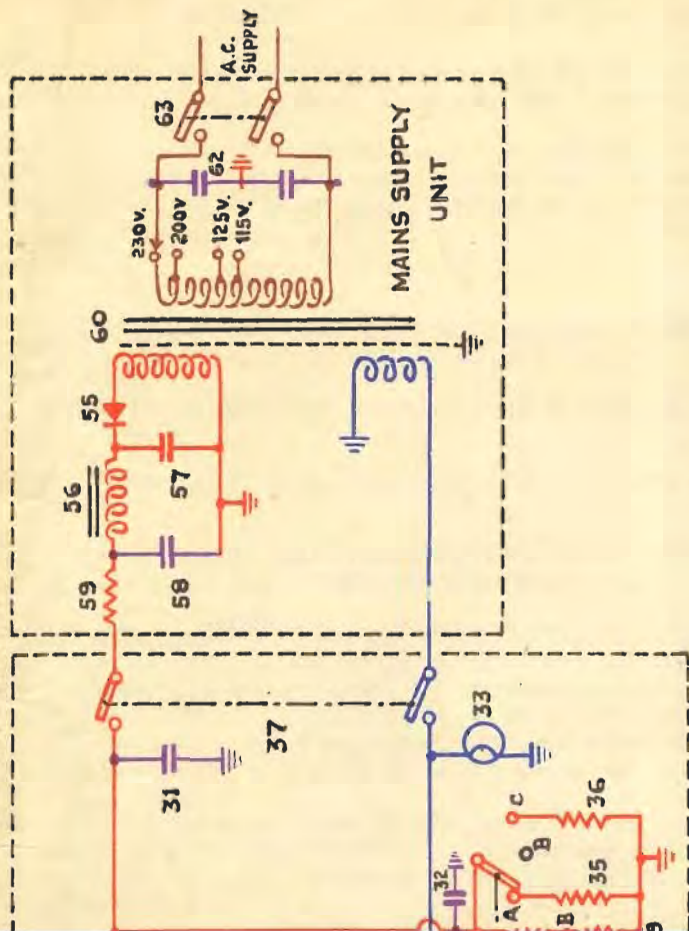 A.C.
SUPPLY
63
62
230V.
200V
125V.
115V.
MAINS SUPPLY
UNIT
60
55
56
57
58
59
37
31
33
32
C
36
B
35
A
B